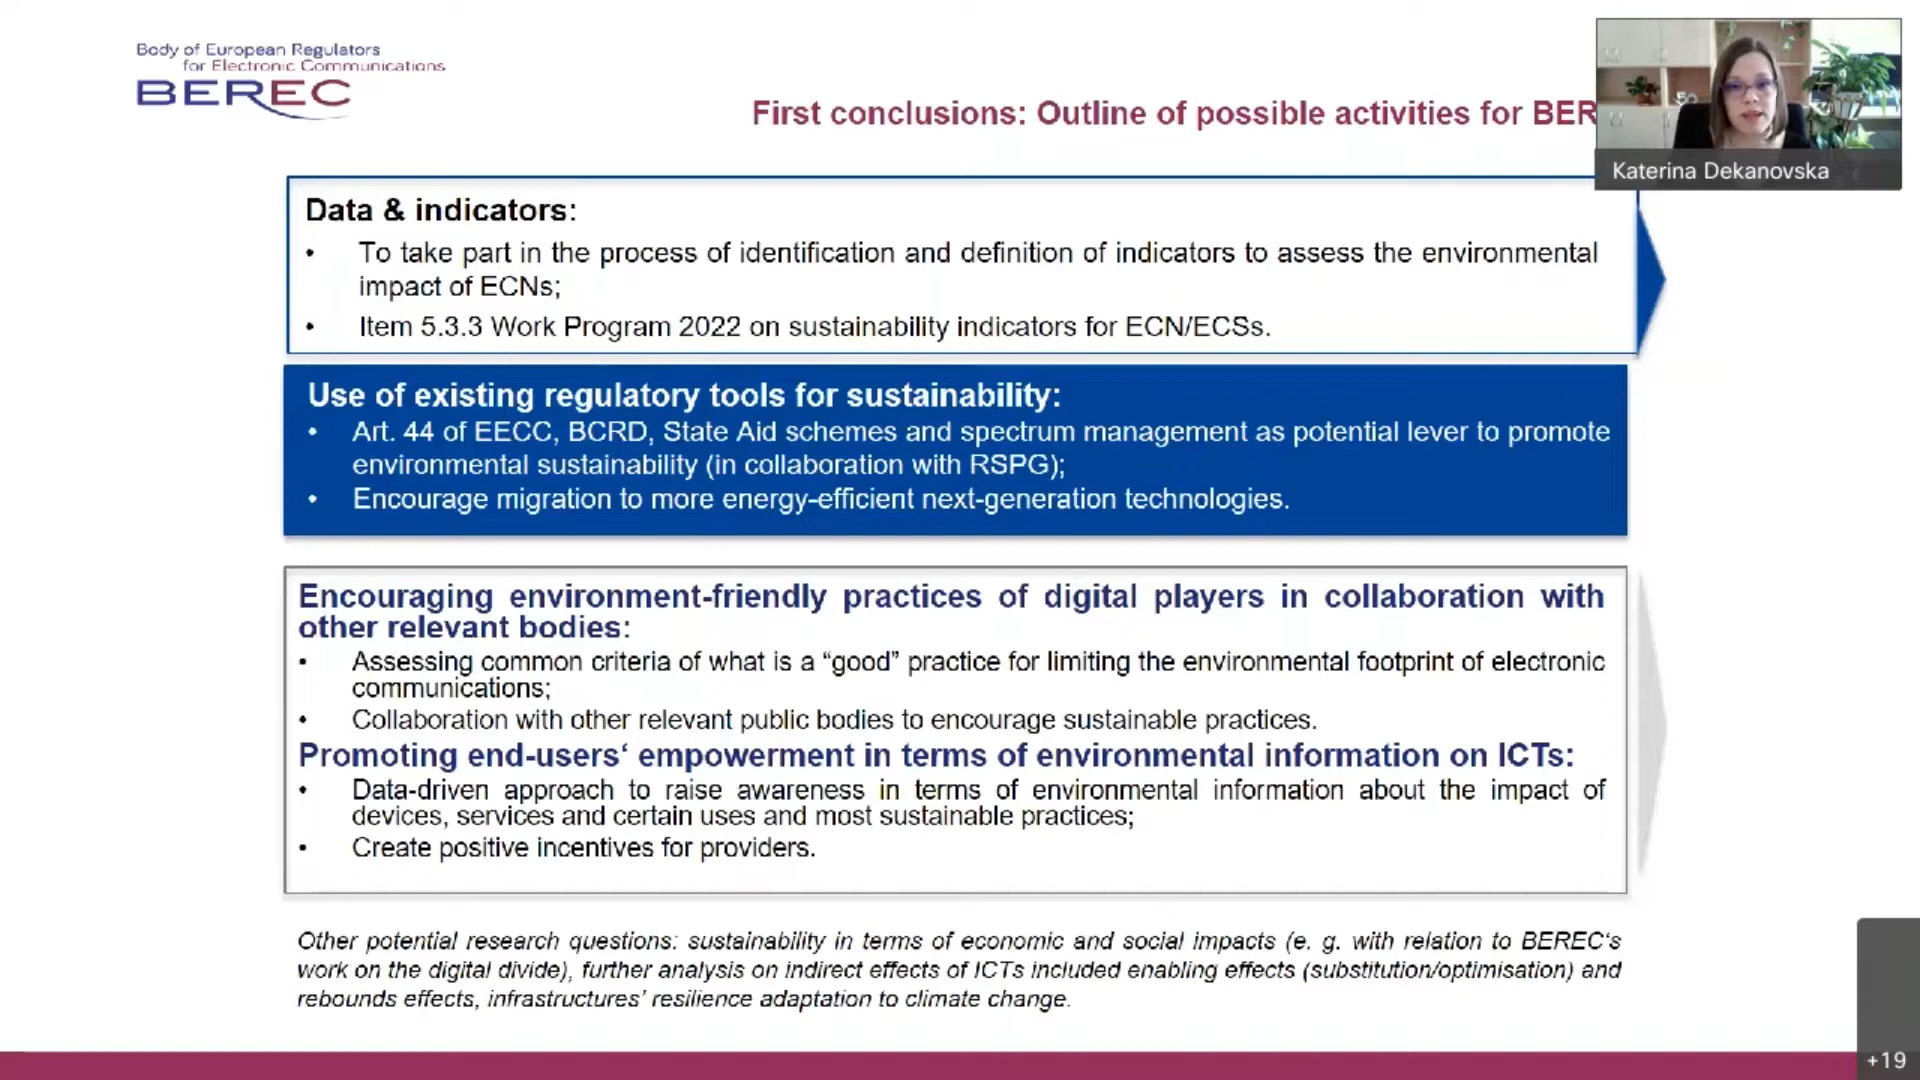 Body of European Regulators
for Electronic Communications
BEREC
First conclusions: Outline of possible activities for BER
Katerina Dekanovska
Data & indicators:
• To take part in the process of identification and definition of indicators to assess the environmental
impact of ECNs;
• Item 5.3.3 Work Program 2022 on sustainability indicators for ECN/ECSs.
Use of existing regulatory tools for sustainability:
• Art. 44 of EECC, BCRD, State Aid schemes and spectrum management as potential lever to promote
environmental sustainability (in collaboration with RSPG);
• Encourage migration to more energy-efficient next-generation technologies.
Encouraging environment-friendly practices of digital players in collaboration with
other relevant bodies:
• Assessing common criteria of what is a “good” practice for limiting the environmental footprint of electronic
communications;
• Collaboration with other relevant public bodies to encourage sustainable practices.
Promoting end-users‘ empowerment in terms of environmental information on ICTs:
• Data-driven approach to raise awareness in terms of environmental information about the impact of
devices, services and certain uses and most sustainable practices;
• Create positive incentives for providers.
Other potential research questions: sustainability in terms of economic and social impacts (e. g. with relation to BEREC‘s
work on the digital divide), further analysis on indirect effects of ICTs included enabling effects (substitution/optimisation) and
rebounds effects, infrastructures’ resilience adaptation to climate change.
+19